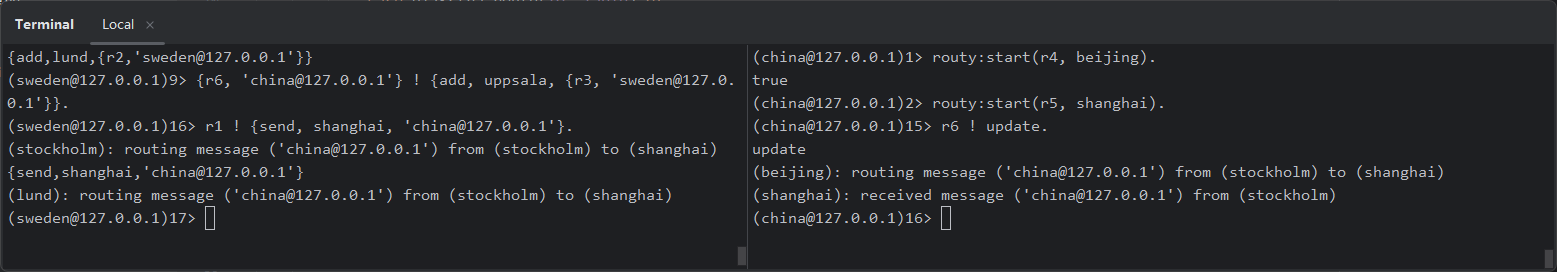 Terminal
Local ×
{add,lund,{r2,'sweden@127.0.0.1'}}
(sweden@127.0.0.1)9> {r6, 'china@127.0.0.1'} ! {add, uppsala, {r3, 'sweden@127.0.
0.1'}}.
(sweden@127.0.0.1)16> r1 ! {send, shanghai, 'china@127.0.0.1'}.
(stockholm): routing message ('china@127.0.0.1') from (stockholm) to (shanghai)
{send,shanghai,'china@127.0.0.1'}
(lund): routing message ('china@127.0.0.1') from (stockholm) to (shanghai)
(sweden@127.0.0.1)17>
(china@127.0.0.1)1> routy:start(r4, beijing).
true
(china@127.0.0.1)2> routy:start(r5, shanghai).
(china@127.0.0.1)15> r6 ! update.
update
(beijing): routing message ('china@127.0.0.1') from (stockholm) to (shanghai)
(shanghai): received message ('china@127.0.0.1') from (stockholm)
(china@127.0.0.1)16>